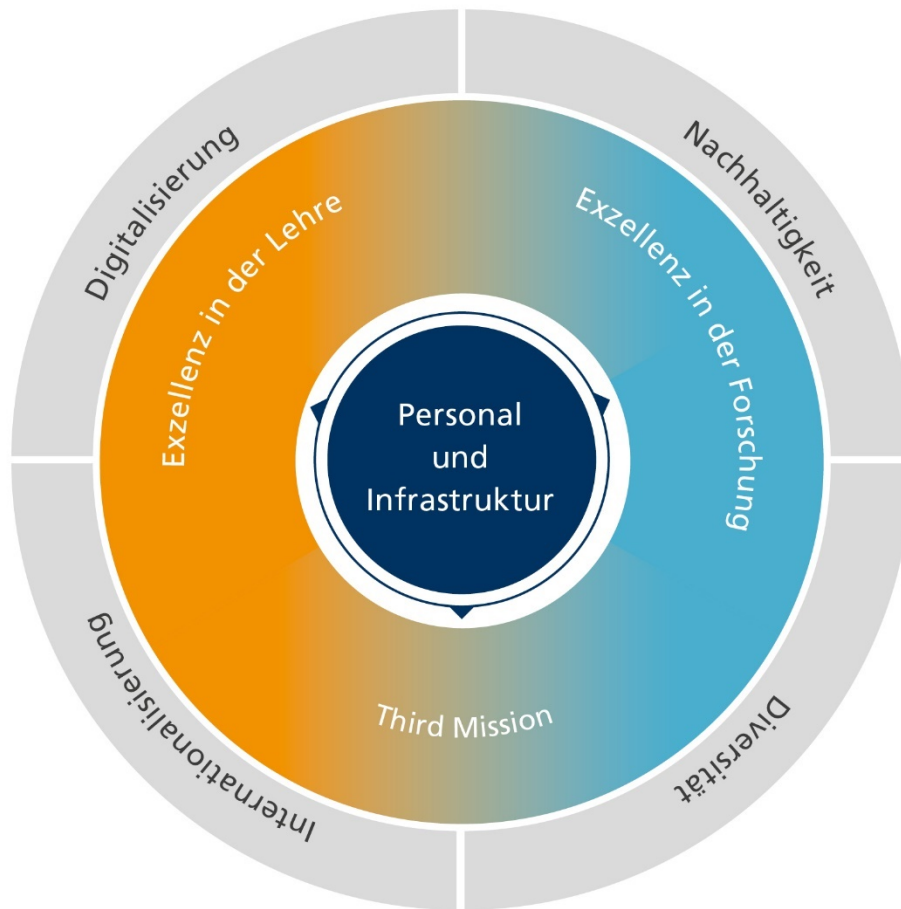 Digitalisierung
Nachhaltigkeit
Exzellenz in der Lehre
Exzellenz in der Forschung
Personal
und
Infrastruktur
Third Mission
Internationalisierung
Diversität